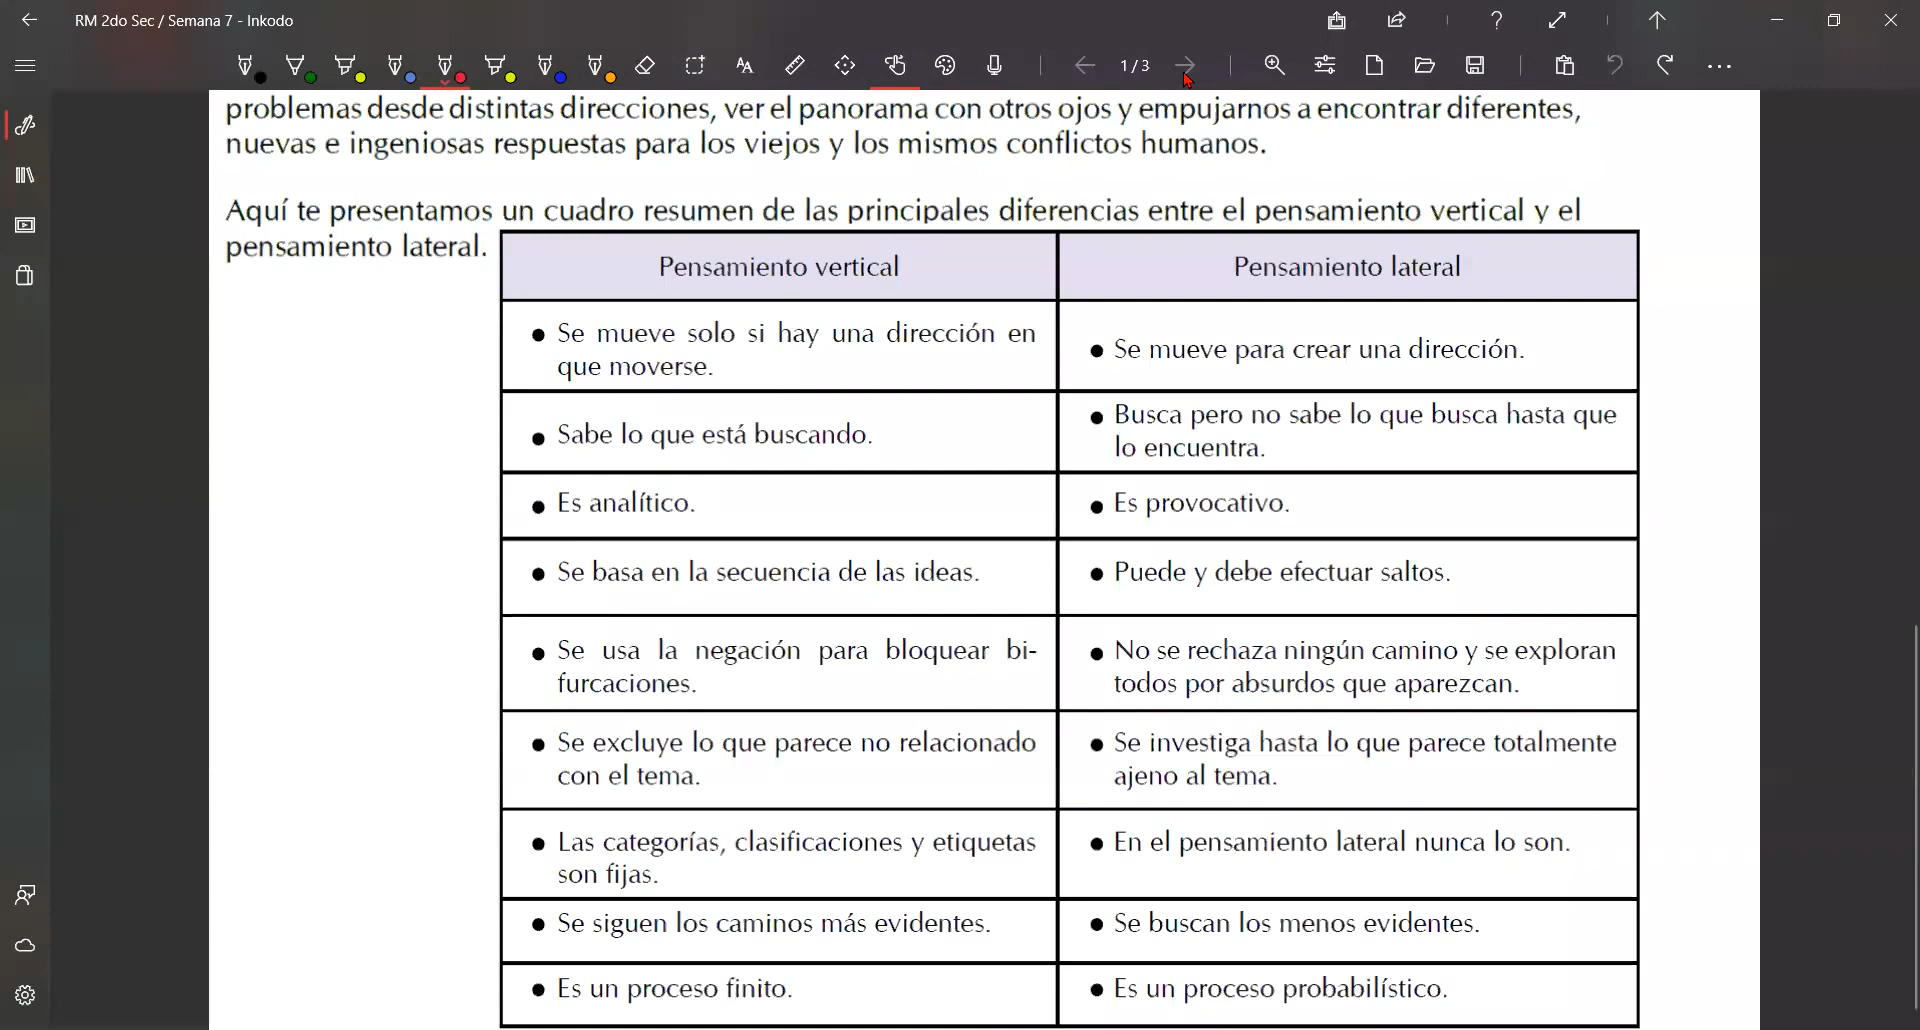 RM 2do Sec / Semana 7 - Inkodo
1 / 3
problemas desde distintas direcciones, ver el panorama con otros ojos y empujarnos a encontrar diferentes,
nuevas e ingeniosas respuestas para los viejos y los mismos conflictos humanos.
Aquí te presentamos un cuadro resumen de las principales diferencias entre el pensamiento vertical y el
pensamiento lateral.
Pensamiento vertical
Pensamiento lateral
● Se mueve solo si hay una dirección en
que moverse.
● Se mueve para crear una dirección.
● Sabe lo que está buscando.
● Busca pero no sabe lo que busca hasta que
lo encuentra.
● Es analítico.
● Es provocativo.
● Se basa en la secuencia de las ideas.
● Puede y debe efectuar saltos.
● Se usa la negación para bloquear bi-
furcaciones.
● No se rechaza ningún camino y se exploran
todos por absurdos que aparezcan.
● Se excluye lo que parece no relacionado
con el tema.
● Se investiga hasta lo que parece totalmente
ajeno al tema.
● Las categorías, clasificaciones y etiquetas
son fijas.
● En el pensamiento lateral nunca lo son.
● Se siguen los caminos más evidentes.
● Se buscan los menos evidentes.
● Es un proceso finito.
● Es un proceso probabilístico.